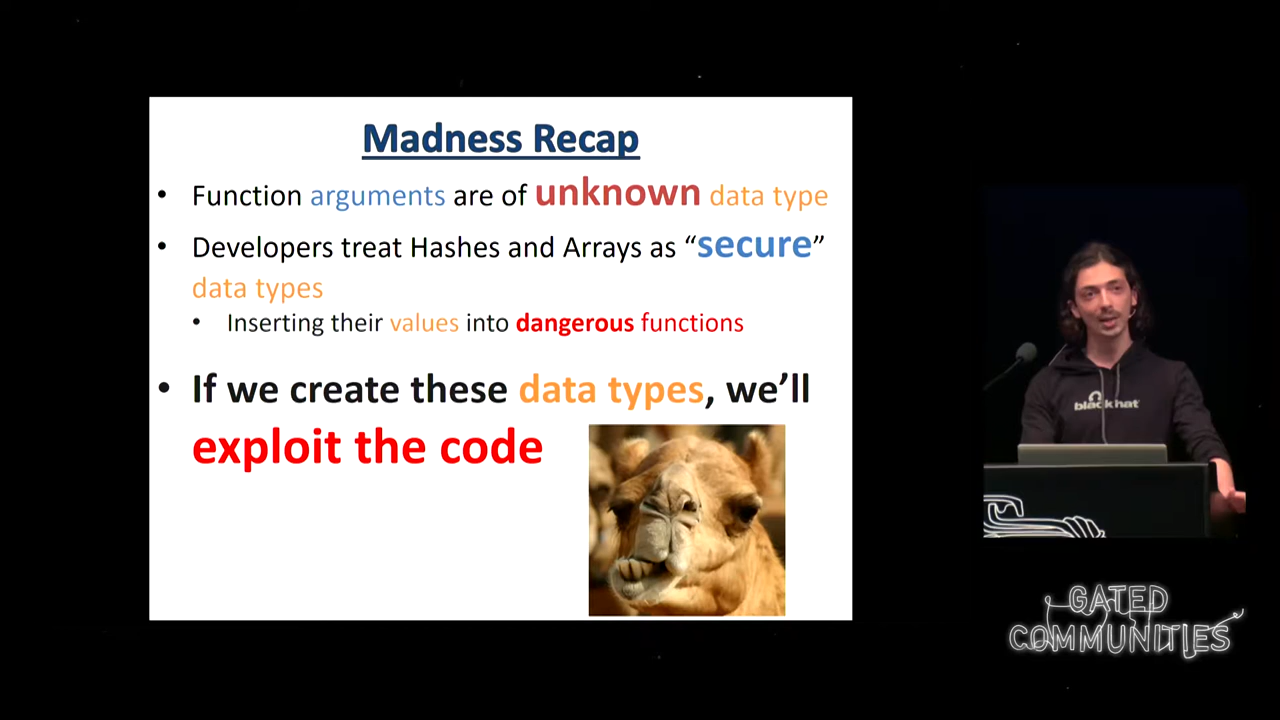 Madness Recap
• Function arguments are of unknown data type
• Developers treat Hashes and Arrays as “secure”
data types
• Inserting their values into dangerous functions
• If we create these data types, we’ll
exploit the code
blackhat
GATED
COMMUNITIES